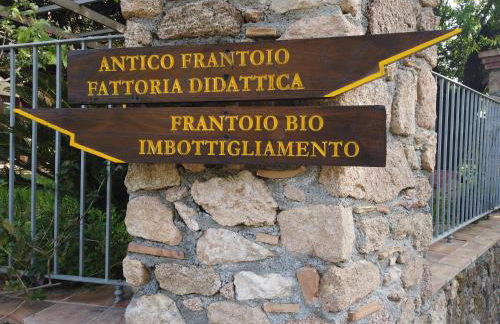 ANTICO FRANTOIO
FATTORIA DIDATTICA
FRANTOIO BIO
IMBOTTIGLIAMENTO